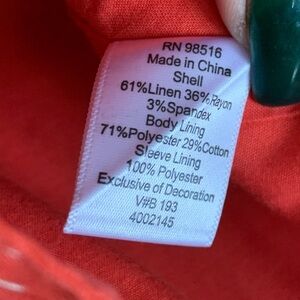 RN 98516
Made in China
Shell
61%Linen 36%Rayon
3%Spandex
Body Lining
71%Polyester 29%Cotton
Sleeve Lining
100% Polyester
Exclusive of Decoration
V#B 193
4002145